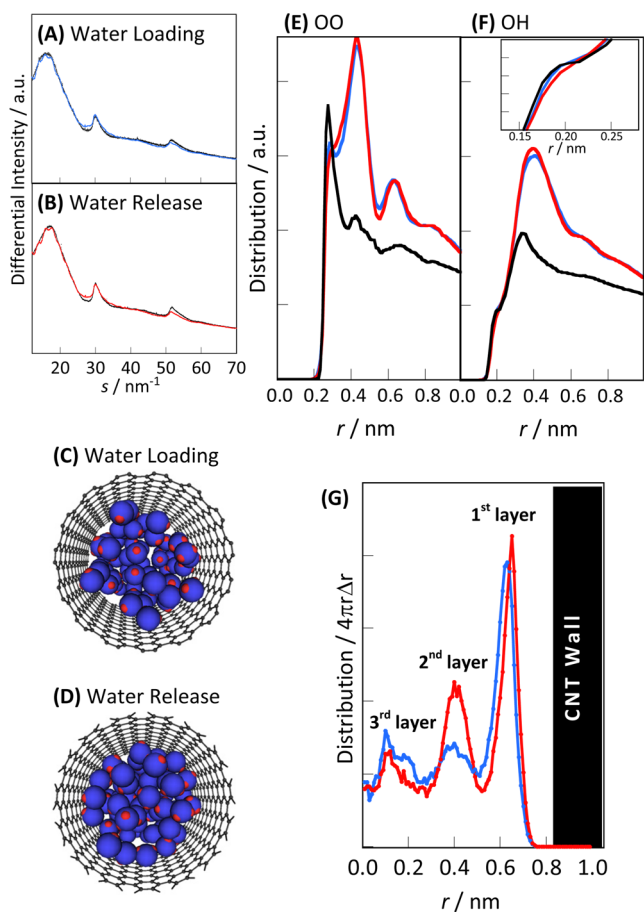 (A) Water Loading
(B) Water Release
Differential Intensity / a.u.
20 30 40 50 60 70
s / nm⁻¹
(E) OO
(F) OH
Distribution / a.u.
0.15 0.20 0.25
r / nm
0.0 0.2 0.4 0.6 0.8
0.0 0.2 0.4 0.6 0.8
r / nm
r / nm
(C) Water Loading
(D) Water Release
(G)
1st layer
2nd layer
3rd layer
CNT Wall
Distribution / 4πrΔr
0.0 0.2 0.4 0.6 0.8 1.0
r / nm